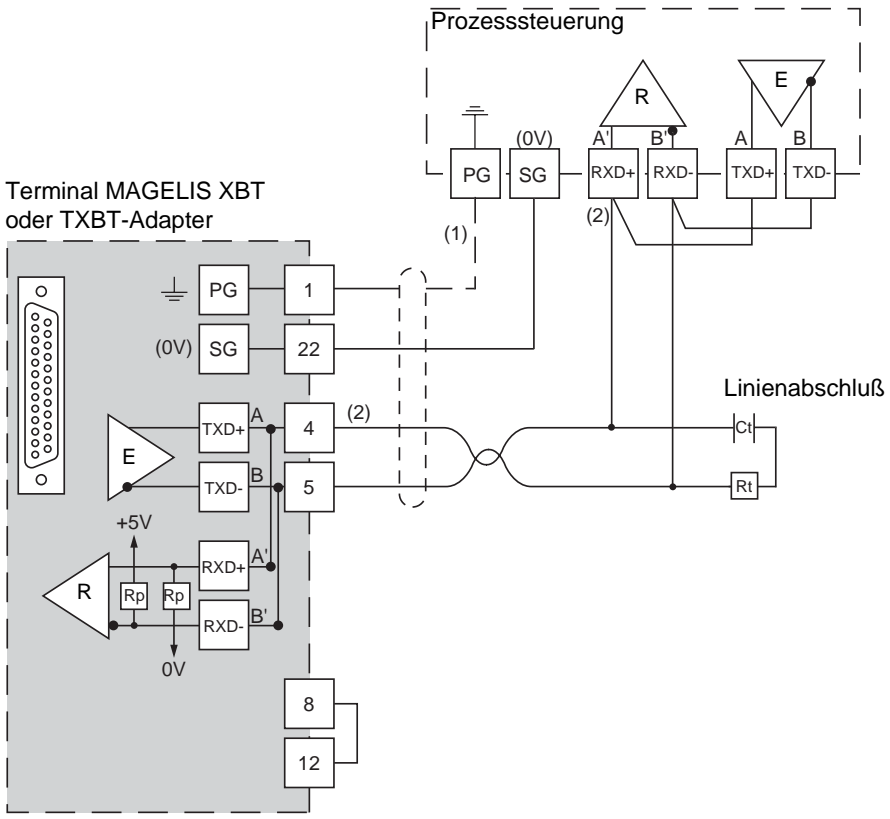 Prozesssteuerung
R
E
(0V)
A'
B'
A
B
PG
SG
RXD+
RXD-
TXD+
TXD-
(1)
(2)
Terminal MAGELIS XBT
oder TXBT-Adapter
PG
1
(0V)
SG
22
Linienabschluß
E
TXD+
A
4
(2)
Ct
TXD-
B
5
Rt
+5V
R
Rp
Rp
RXD+
A'
RXD-
B'
0V
8
12